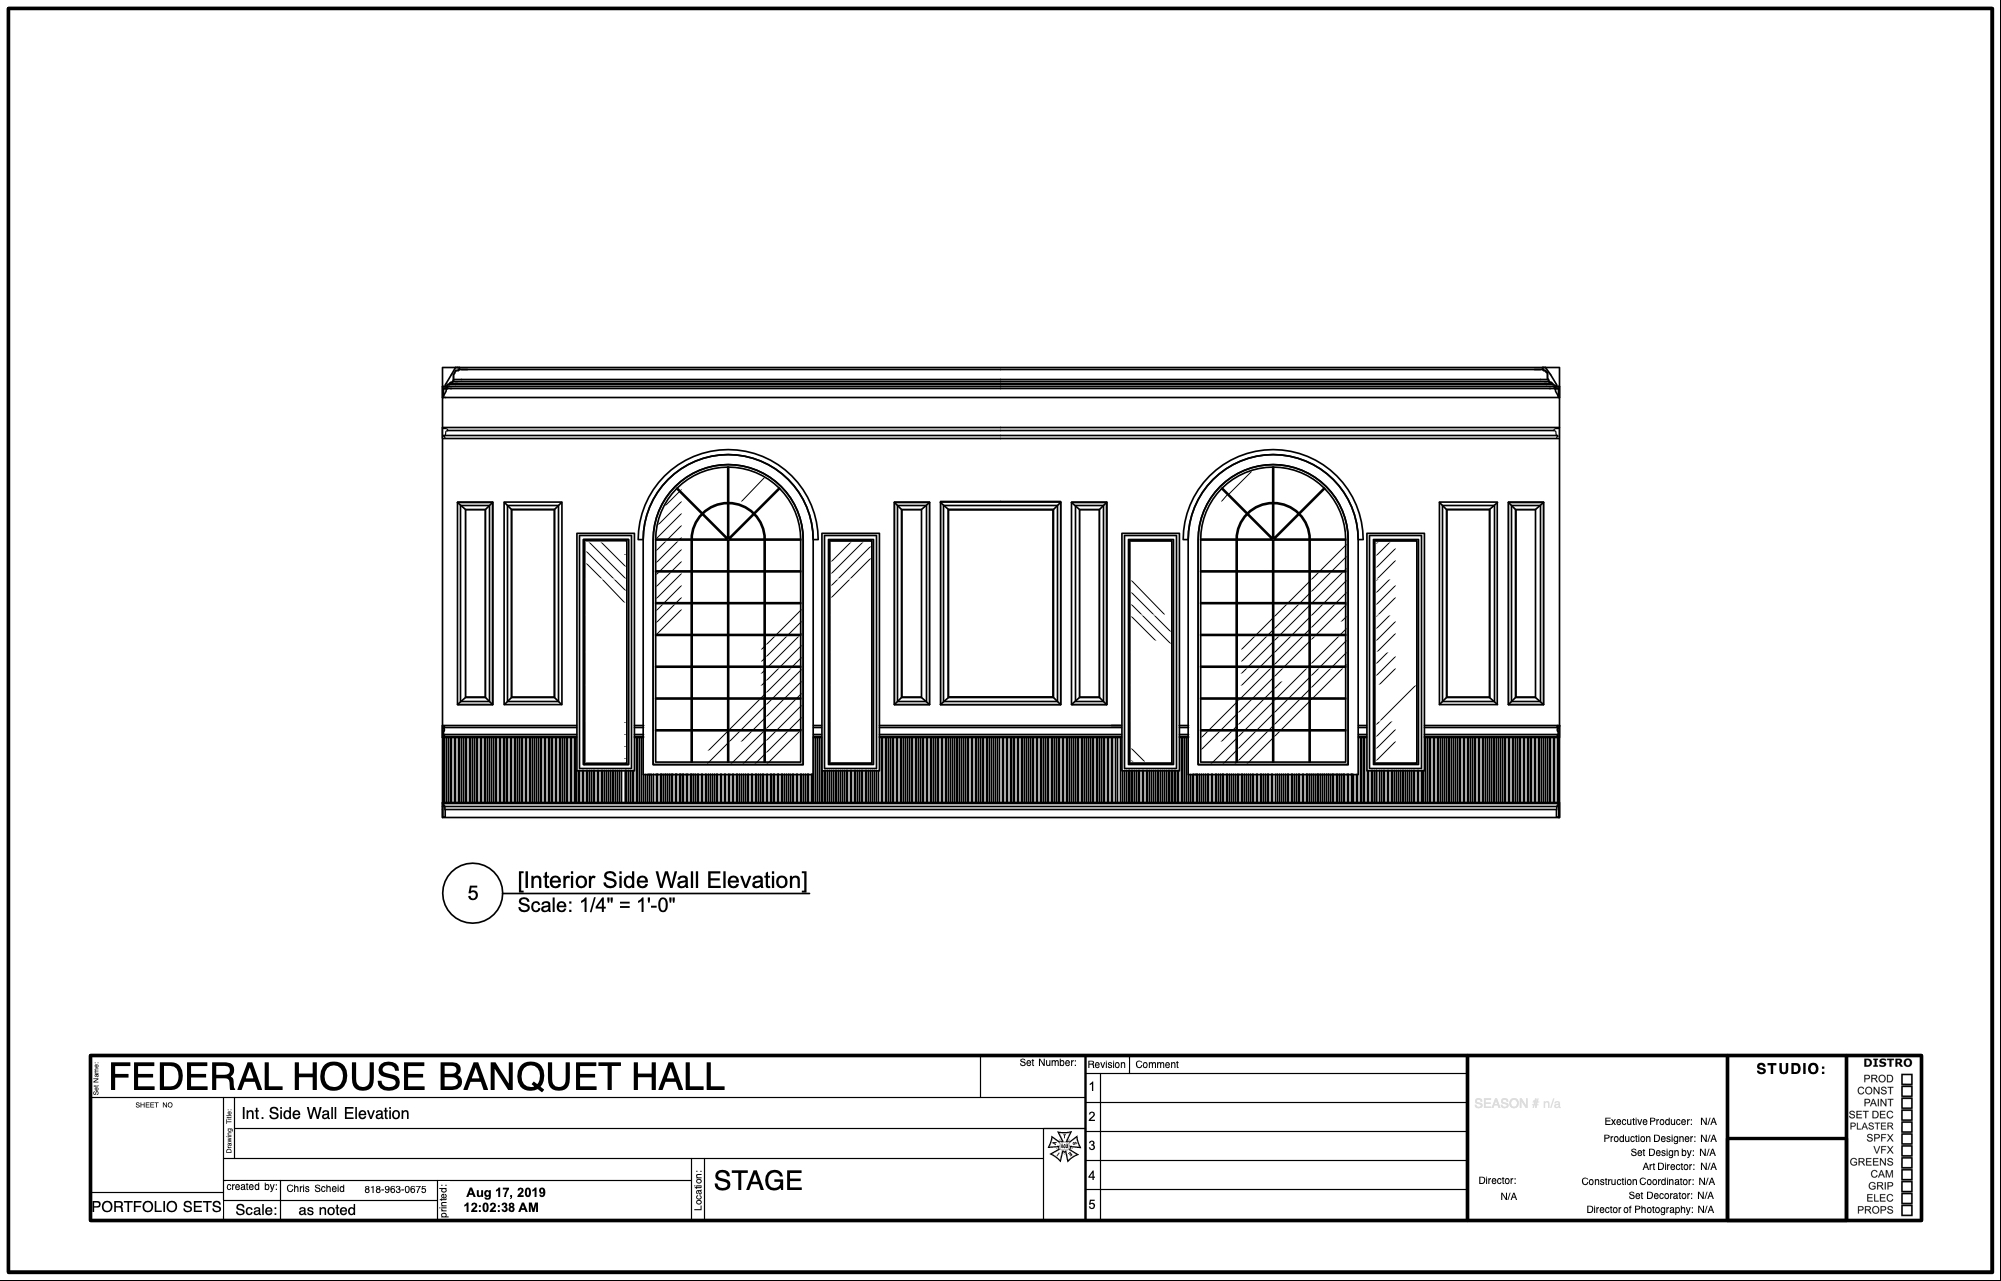 5
[Interior Side Wall Elevation]
Scale: 1/4" = 1'-0"
Set Name:
FEDERAL HOUSE BANQUET HALL
Set Number:
SHEET NO
PORTFOLIO SETS
Drawing Title:
Int. Side Wall Elevation
created by:
Chris Scheid 818-963-0675
Scale:
as noted
printed:
Aug 17, 2019
12:02:38 AM
Location:
STAGE
Revision
Comment
1
2
3
4
5
SEASON # n/a
Executive Producer: N/A
Production Designer: N/A
Set Design by: N/A
Art Director: N/A
Director:
N/A
Construction Coordinator: N/A
Set Decorator: N/A
Director of Photography: N/A
STUDIO:
DISTRO
PROD
CONST
PAINT
SET DEC
PLASTER
SPFX
VFX
GREENS
CAM
GRIP
ELEC
PROPS